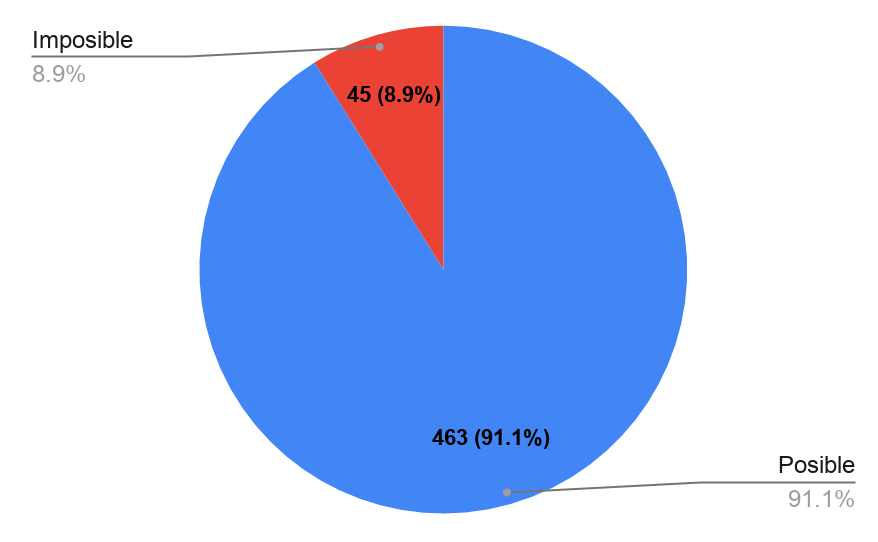 Imposible
8.9%
45 (8.9%)
463 (91.1%)
Posible
91.1%